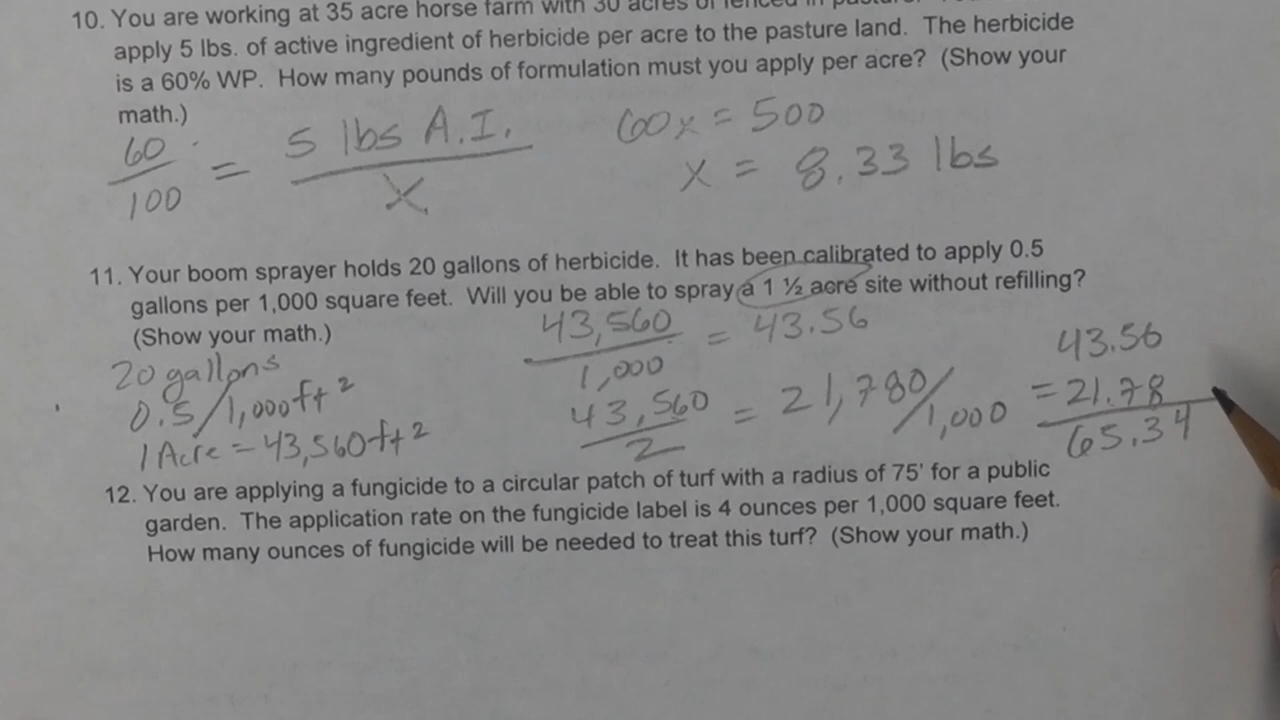 10. You are working at 35 acre horse farm with 30 acres of fenced in pasture.
apply 5 lbs. of active ingredient of herbicide per acre to the pasture land. The herbicide
is a 60% WP. How many pounds of formulation must you apply per acre? (Show your
math.)
60/100 = 5 lbs A.I./X
60x = 500
x = 8.33 lbs
11. Your boom sprayer holds 20 gallons of herbicide. It has been calibrated to apply 0.5
gallons per 1,000 square feet. Will you be able to spray a 1 ½ acre site without refilling?
(Show your math.)
20 gallons
0.5/1,000 ft²
1 Acre = 43,560 ft²
43,560/1,000 = 43.56
43,560/2 = 21,780/1,000
43.56
= 21.78
65.34
12. You are applying a fungicide to a circular patch of turf with a radius of 75' for a public
garden. The application rate on the fungicide label is 4 ounces per 1,000 square feet.
How many ounces of fungicide will be needed to treat this turf? (Show your math.)